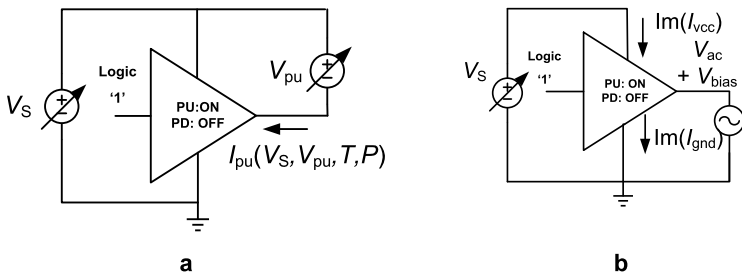 V_S
Logic
'1'
PU:ON
PD: OFF
V_pu
I_pu(V_S,V_pu,T,P)
a
V_S
Logic
'1'
PU: ON
PD: OFF
Im(I_vcc)
V_ac
+ V_bias
Im(I_gnd)
b